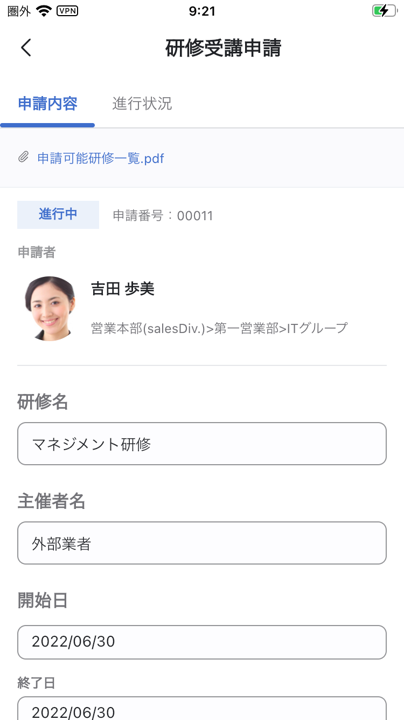 圏外 VPN 9:21
研修受講申請
申請内容 進行状況
申請可能研修一覧.pdf
進行中 申請番号：00011
申請者
吉田 歩美
営業本部(salesDiv.)>第一営業部>ITグループ
研修名
マネジメント研修
主催者名
外部業者
開始日
2022/06/30
終了日
2022/06/30